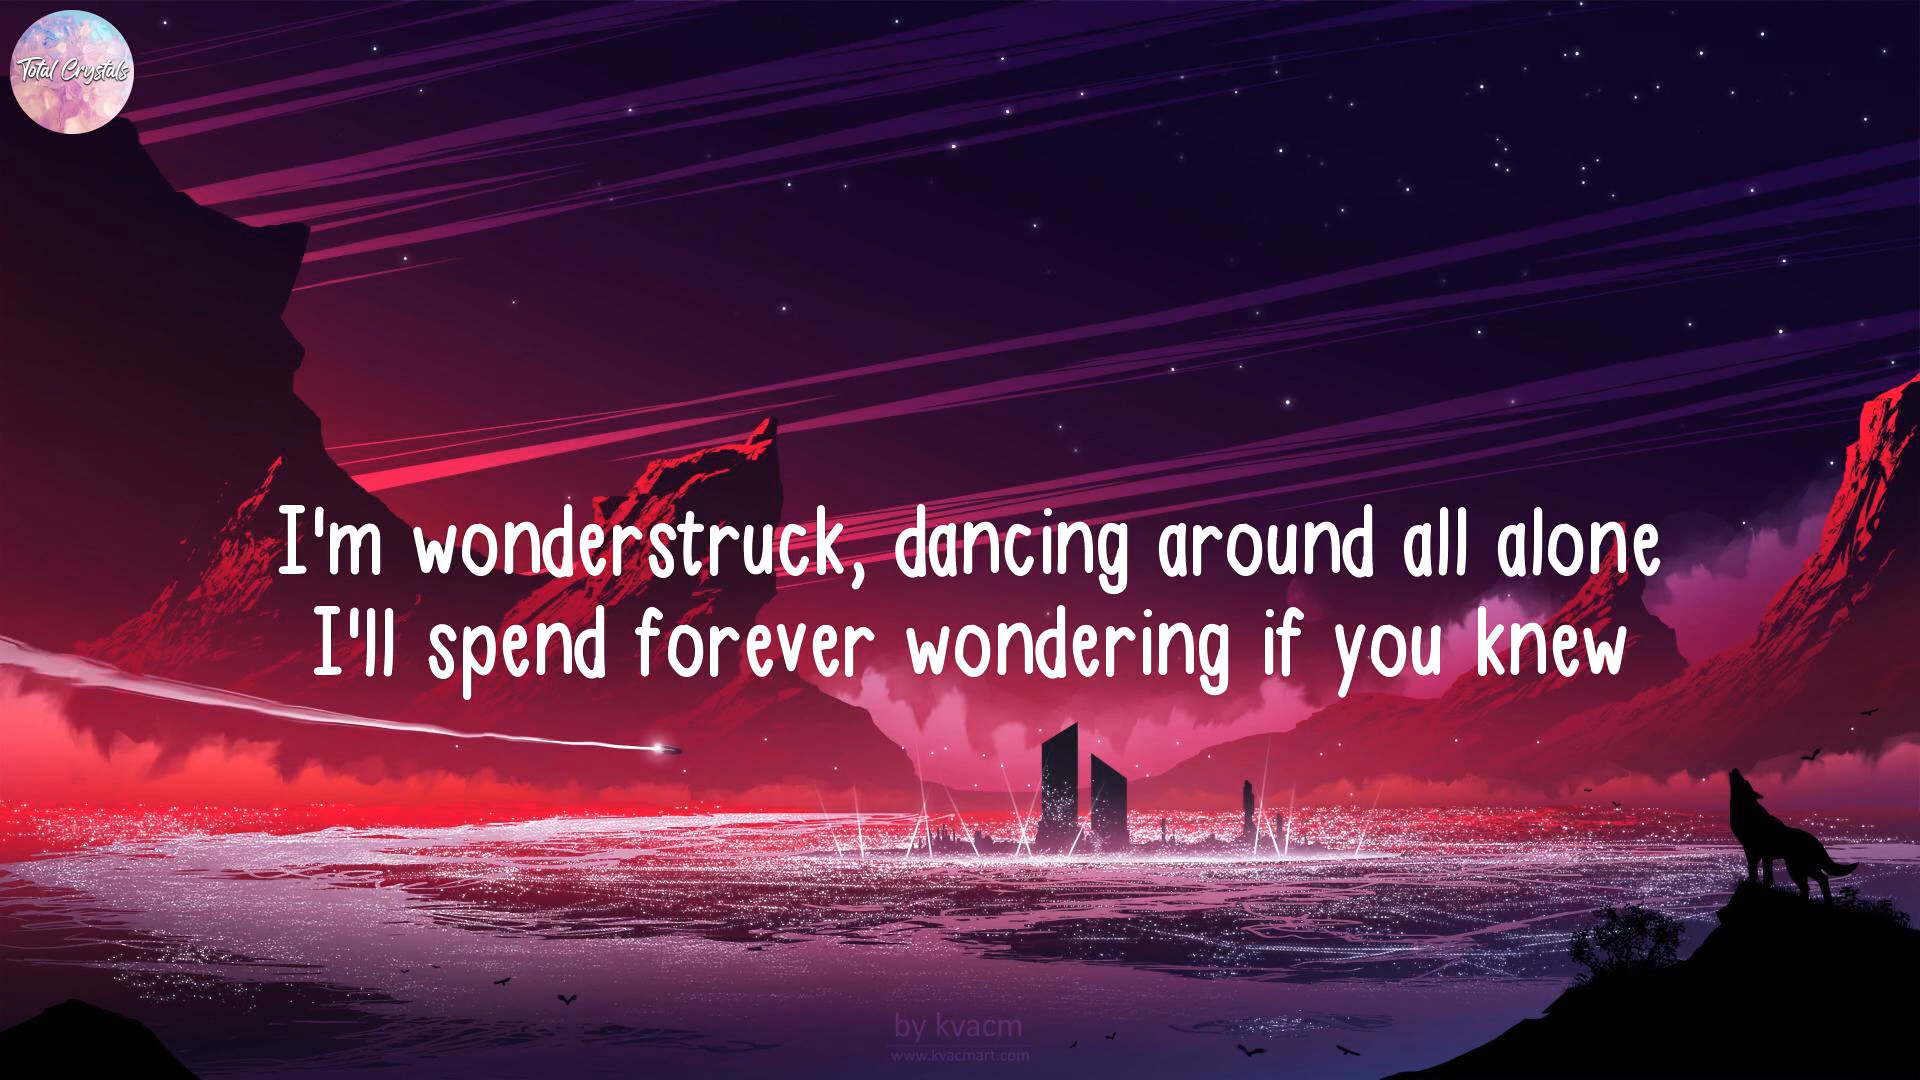 Total Crystals
I'm wonderstruck, dancing around all alone
I'll spend forever wondering if you knew
by kvacm
www.kvacmart.com